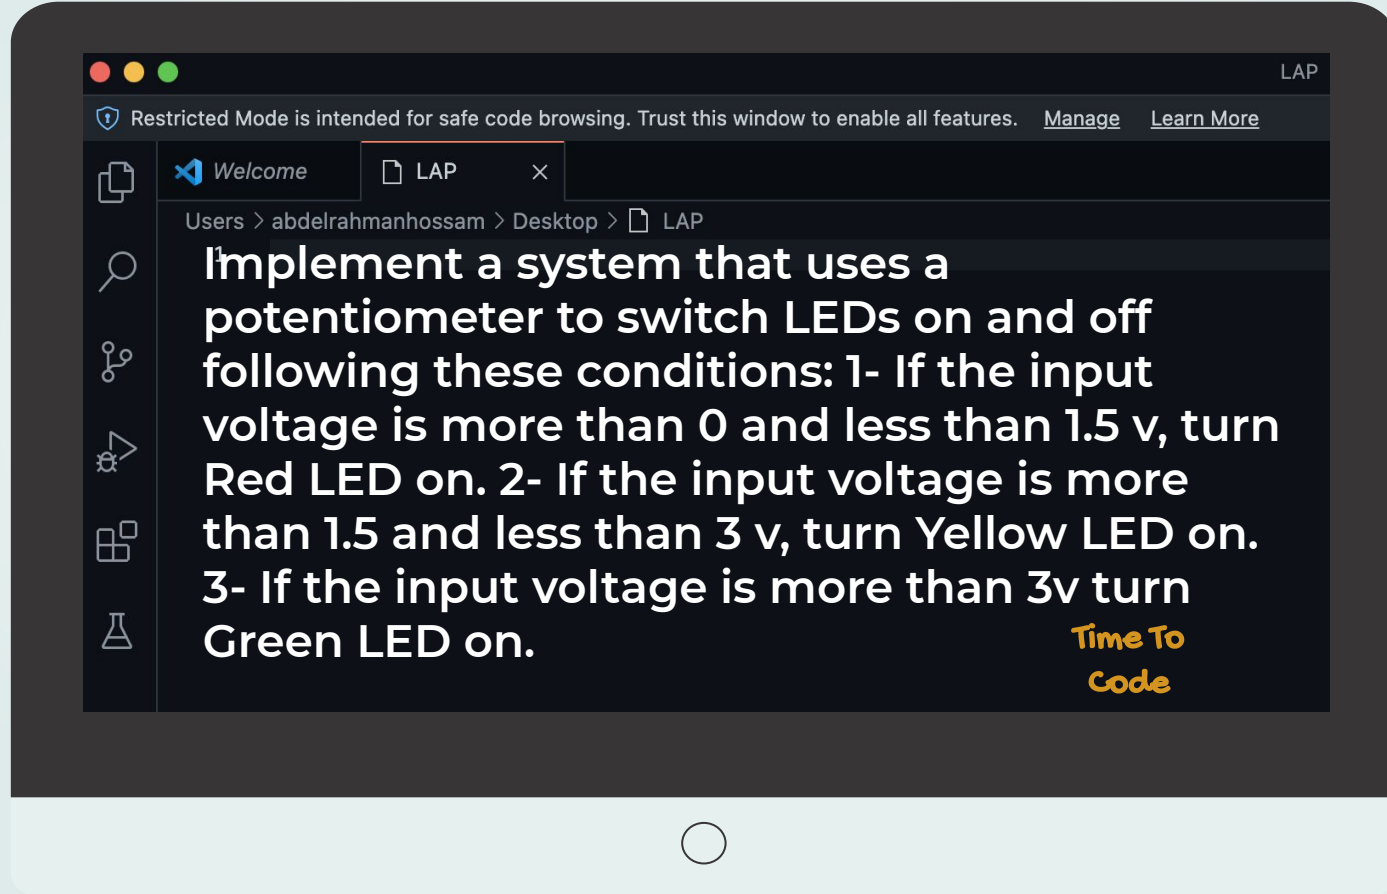 LAP
Restricted Mode is intended for safe code browsing. Trust this window to enable all features. Manage Learn More
Welcome LAP
Users > abdelrahmanhossam > Desktop > LAP
1
Implement a system that uses a
potentiometer to switch LEDs on and off
following these conditions: 1- If the input
voltage is more than 0 and less than 1.5 v, turn
Red LED on. 2- If the input voltage is more
than 1.5 and less than 3 v, turn Yellow LED on.
3- If the input voltage is more than 3v turn
Green LED on.
Time To
Code